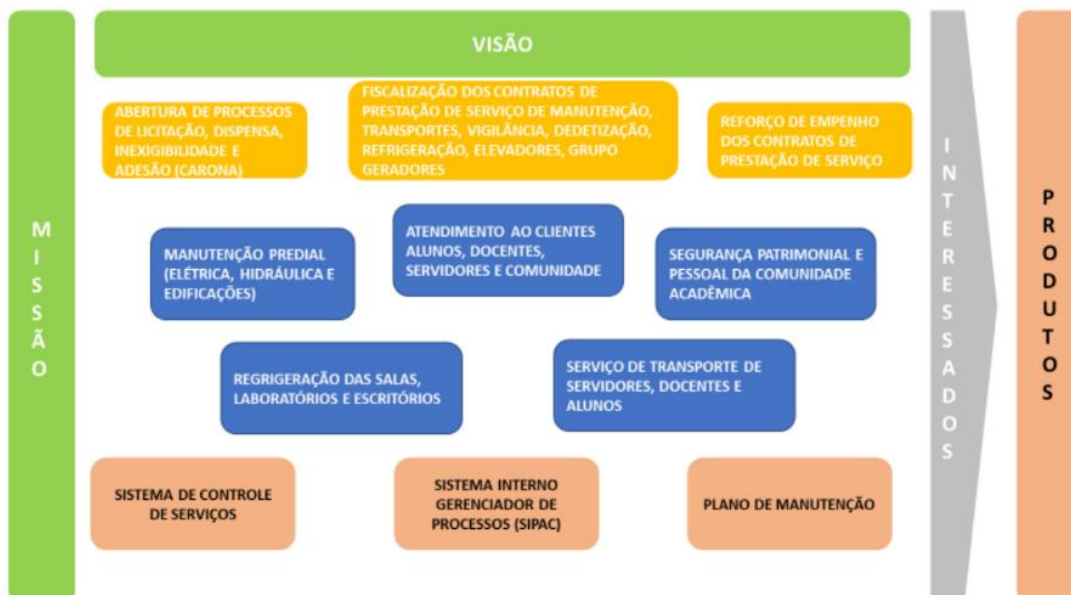 MISSÃO
VISÃO
ABERTURA DE PROCESSOS
DE LICITAÇÃO, DISPENSA,
INEXIGIBILIDADE E
ADESÃO (CARONA)
FISCALIZAÇÃO DOS CONTRATOS DE
PRESTAÇÃO DE SERVIÇO DE MANUTENÇÃO,
TRANSPORTES, VIGILÂNCIA, DEDETIZAÇÃO,
REFRIGERAÇÃO, ELEVADORES, GRUPO
GERADORES
REFORÇO DE EMPENHO
DOS CONTRATOS DE
PRESTAÇÃO DE SERVIÇO
MANUTENÇÃO PREDIAL
(ELÉTRICA, HIDRÁULICA E
EDIFICAÇÕES)
ATENDIMENTO AO CLIENTES
ALUNOS, DOCENTES,
SERVIDORES E COMUNIDADE
SEGURANÇA PATRIMONIAL E
PESSOAL DA COMUNIDADE
ACADÊMICA
REGRIGERAÇÃO DAS SALAS,
LABORATÓRIOS E ESCRITÓRIOS
SERVIÇO DE TRANSPORTE DE
SERVIDORES, DOCENTES E
ALUNOS
SISTEMA DE CONTROLE
DE SERVIÇOS
SISTEMA INTERNO
GERENCIADOR DE
PROCESSOS (SIPAC)
PLANO DE MANUTENÇÃO
INTERESSADOS
PRODUTOS